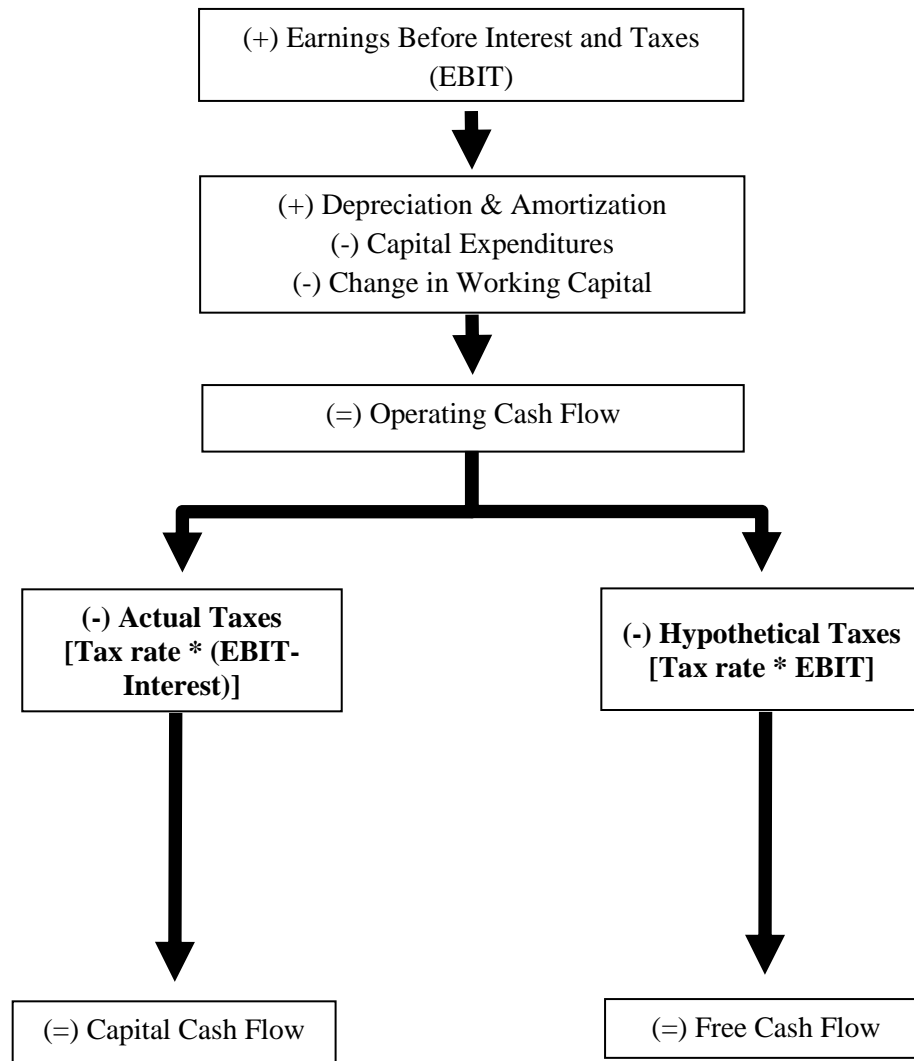 (+) Earnings Before Interest and Taxes
(EBIT)
(+) Depreciation & Amortization
(-) Capital Expenditures
(-) Change in Working Capital
(=) Operating Cash Flow
(-) Actual Taxes
[Tax rate * (EBIT-
Interest)]
(-) Hypothetical Taxes
[Tax rate * EBIT]
(=) Capital Cash Flow
(=) Free Cash Flow